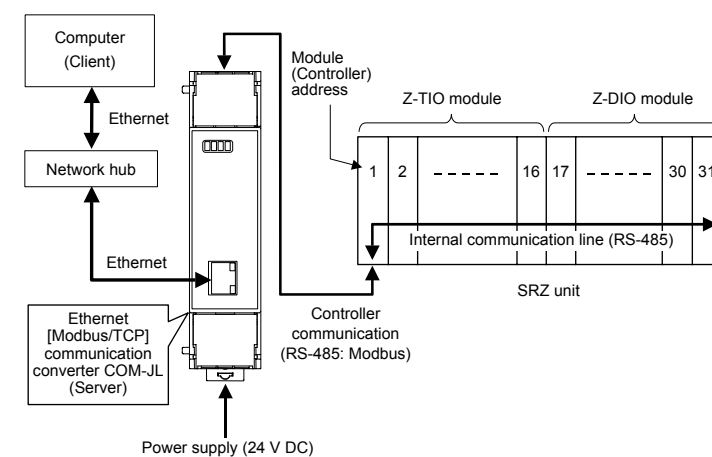 Computer
(Client)
Ethernet
Network hub
Ethernet
Ethernet
[Modbus/TCP]
communication
converter COM-JL
(Server)
Power supply (24 V DC)
Module
(Controller)
address
Z-TIO module
Z-DIO module
1 2 16 17 30 31
Internal communication line (RS-485)
SRZ unit
Controller
communication
(RS-485: Modbus)